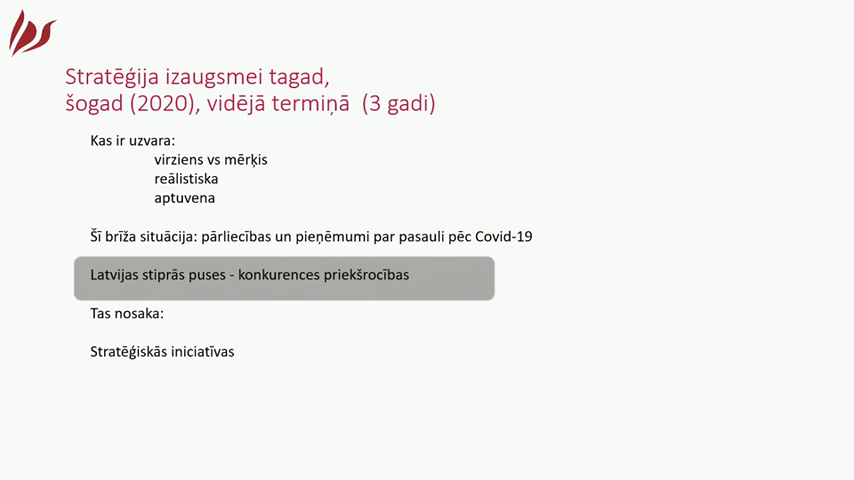 Stratēģija izaugsmei tagad,
šogad (2020), vidējā termiņā (3 gadi)
Kas ir uzvara:
virziens vs mērķis
reālistiska
aptuvena
Šī brīža situācija: pārliecības un pieņēmumi par pasauli pēc Covid-19
Latvijas stiprās puses - konkurences priekšrocības
Tas nosaka:
Stratēģiskās iniciatīvas